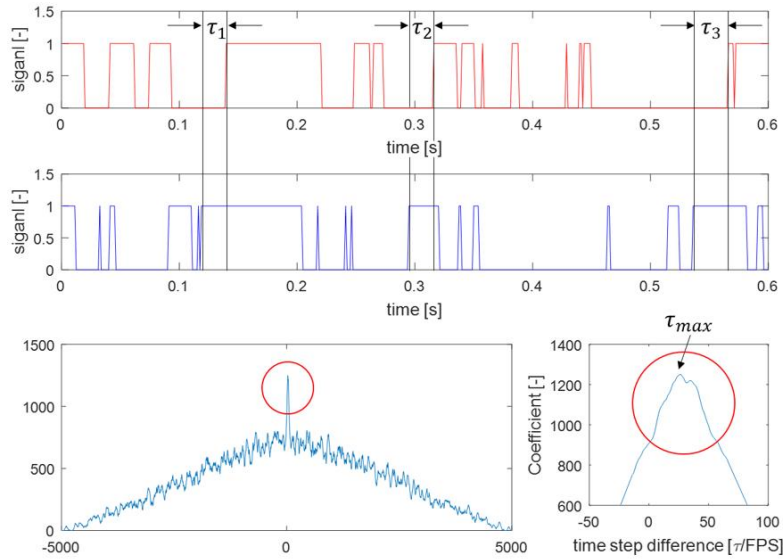 τ₁ τ₂ τ₃
1.5
1
0.5
0
siganl [-]
0 0.1 0.2 0.3 0.4 0.5 0.6
time [s]
1.5
1
0.5
0
siganl [-]
0 0.1 0.2 0.3 0.4 0.5 0.6
time [s]
1500
1000
500
0
-5000 0 5000
τₘₐₓ
1400
1200
1000
800
600
Coefficient [-]
-50 0 50 100
time step difference [τ/FPS]